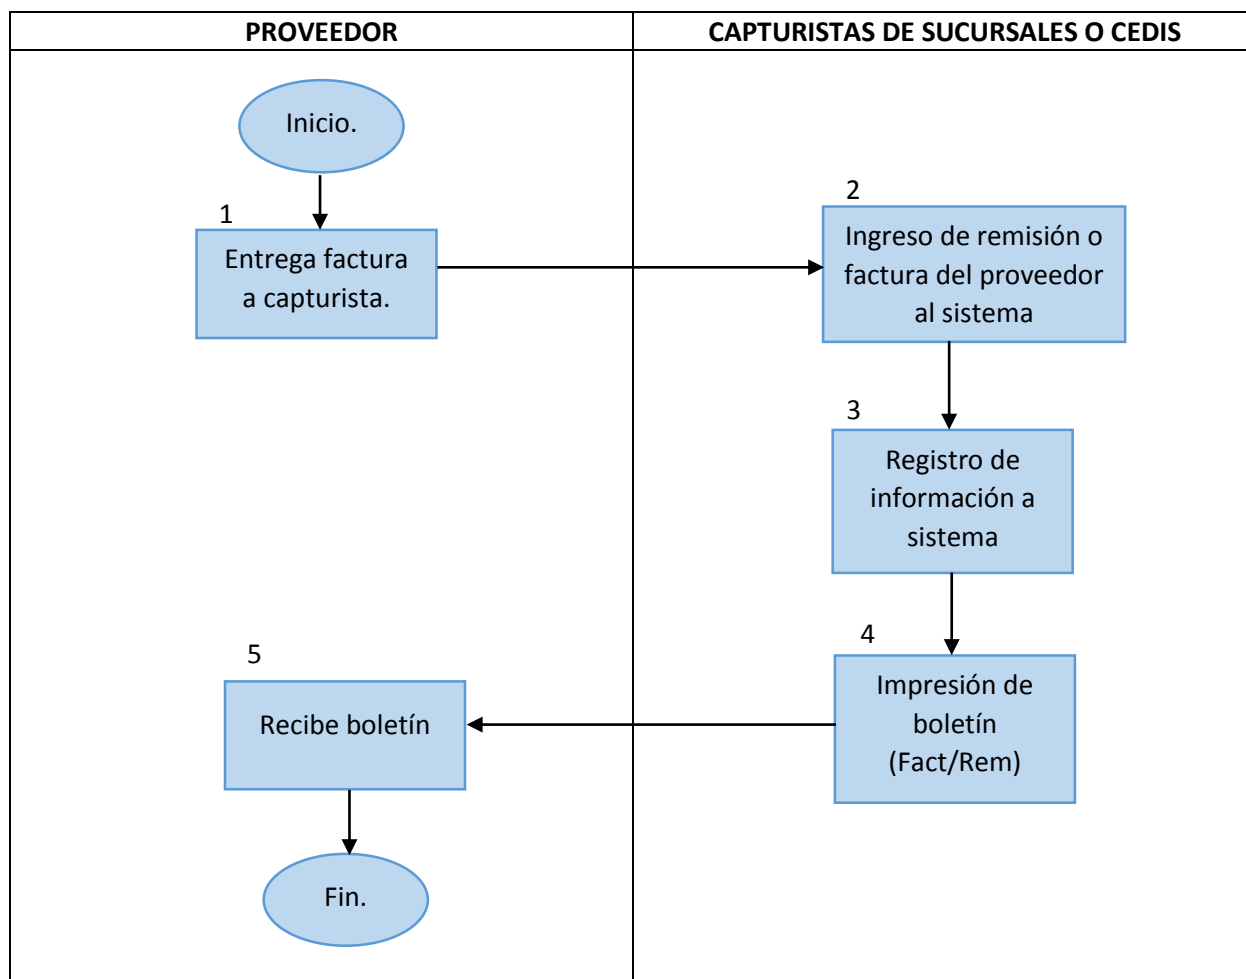 PROVEEDOR
CAPTURISTAS DE SUCURSALES O CEDIS
Inicio.
1
Entrega factura
a capturista.
2
Ingreso de remisión o
factura del proveedor
al sistema
3
Registro de
información a
sistema
4
Impresión de
boletín
(Fact/Rem)
5
Recibe boletín
Fin.